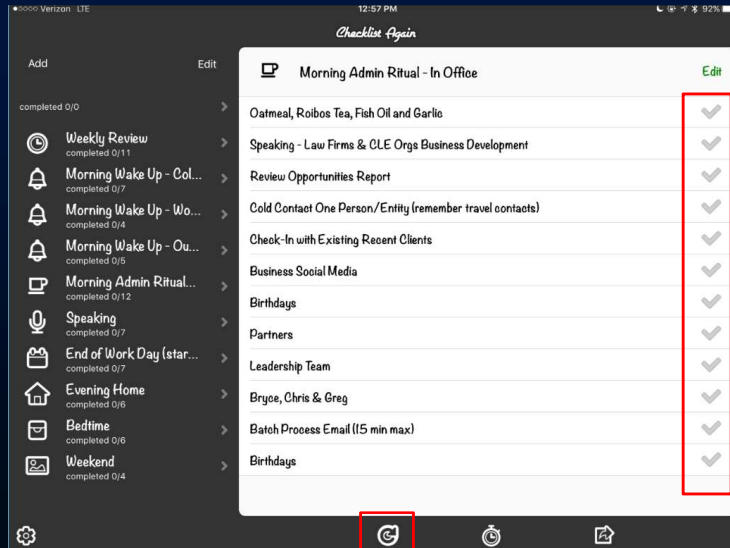 Verizon LTE
12:57 PM
92%
Checklist Again
Add
Edit
completed 0/0
Weekly Review
completed 0/11
Morning Wake Up - Col...
completed 0/7
Morning Wake Up - Wo...
completed 0/4
Morning Wake Up - Ou...
completed 0/5
Morning Admin Ritual...
completed 0/12
Speaking
completed 0/7
End of Work Day (star...
completed 0/7
Evening Home
completed 0/6
Bedtime
completed 0/6
Weekend
completed 0/4
Morning Admin Ritual - In Office
Edit
Oatmeal, Roibos Tea, Fish Oil and Garlic
Speaking - Law Firms & CLE Orgs Business Development
Review Opportunities Report
Cold Contact One Person/Entity (remember travel contacts)
Check-In with Existing Recent Clients
Business Social Media
Birthdays
Partners
Leadership Team
Bryce, Chris & Greg
Batch Process Email (15 min max)
Birthdays